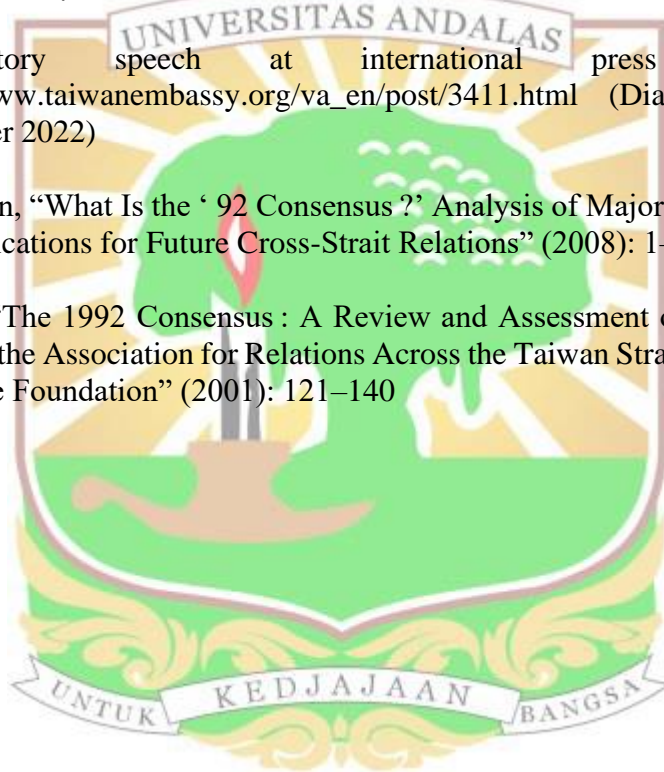 UNIVERSITAS ANDALAS
tory speech at international press
ww.taiwanembassy.org/va_en/post/3411.html (Dia
er 2022)
n, “What Is the ‘ 92 Consensus ?’ Analysis of Major
ications for Future Cross-Strait Relations” (2008): 1–
The 1992 Consensus : A Review and Assessment
the Association for Relations Across the Taiwan Stra
e Foundation” (2001): 121–140
UNTUK KEDJAJAAN BANGSA